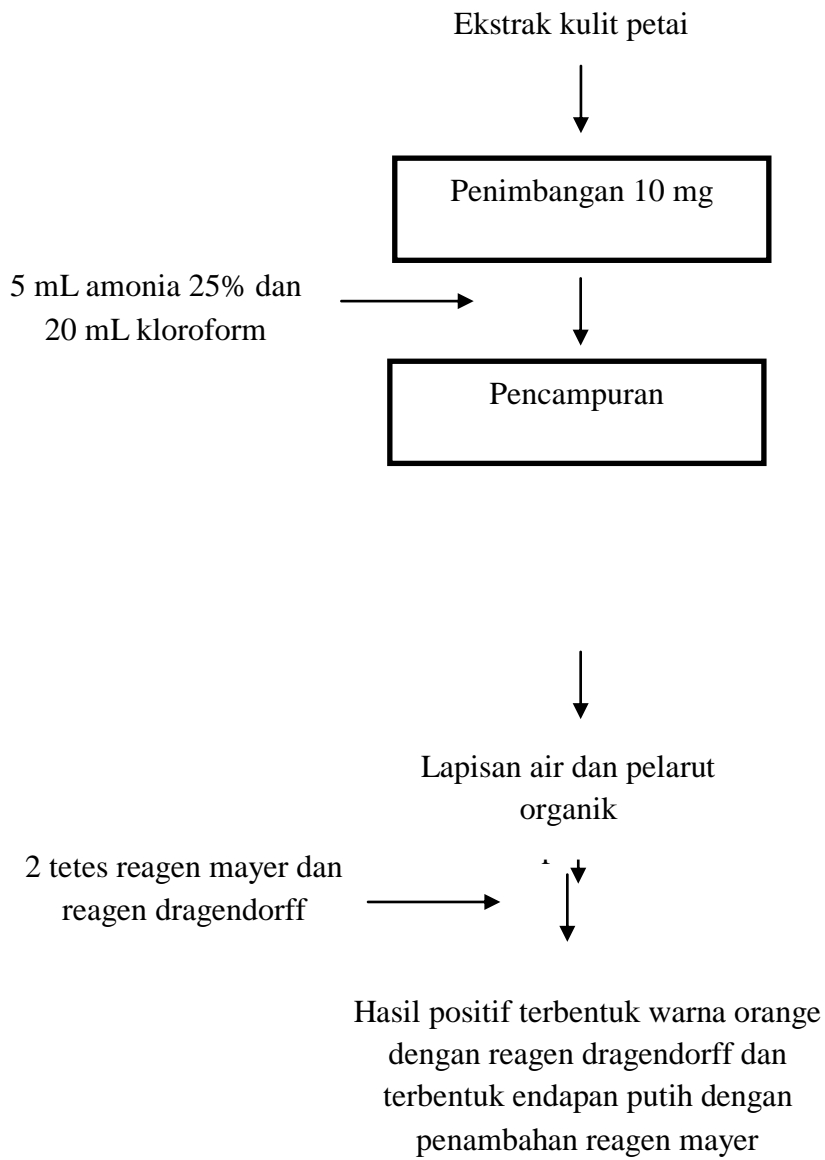 Ekstrak kulit petai
Penimbangan 10 mg
5 mL amonia 25% dan
20 mL kloroform
Pencampuran
Lapisan air dan pelarut
organik
2 tetes reagen mayer dan
reagen dragendorff
Hasil positif terbentuk warna orange
dengan reagen dragendorff dan
terbentuk endapan putih dengan
penambahan reagen mayer